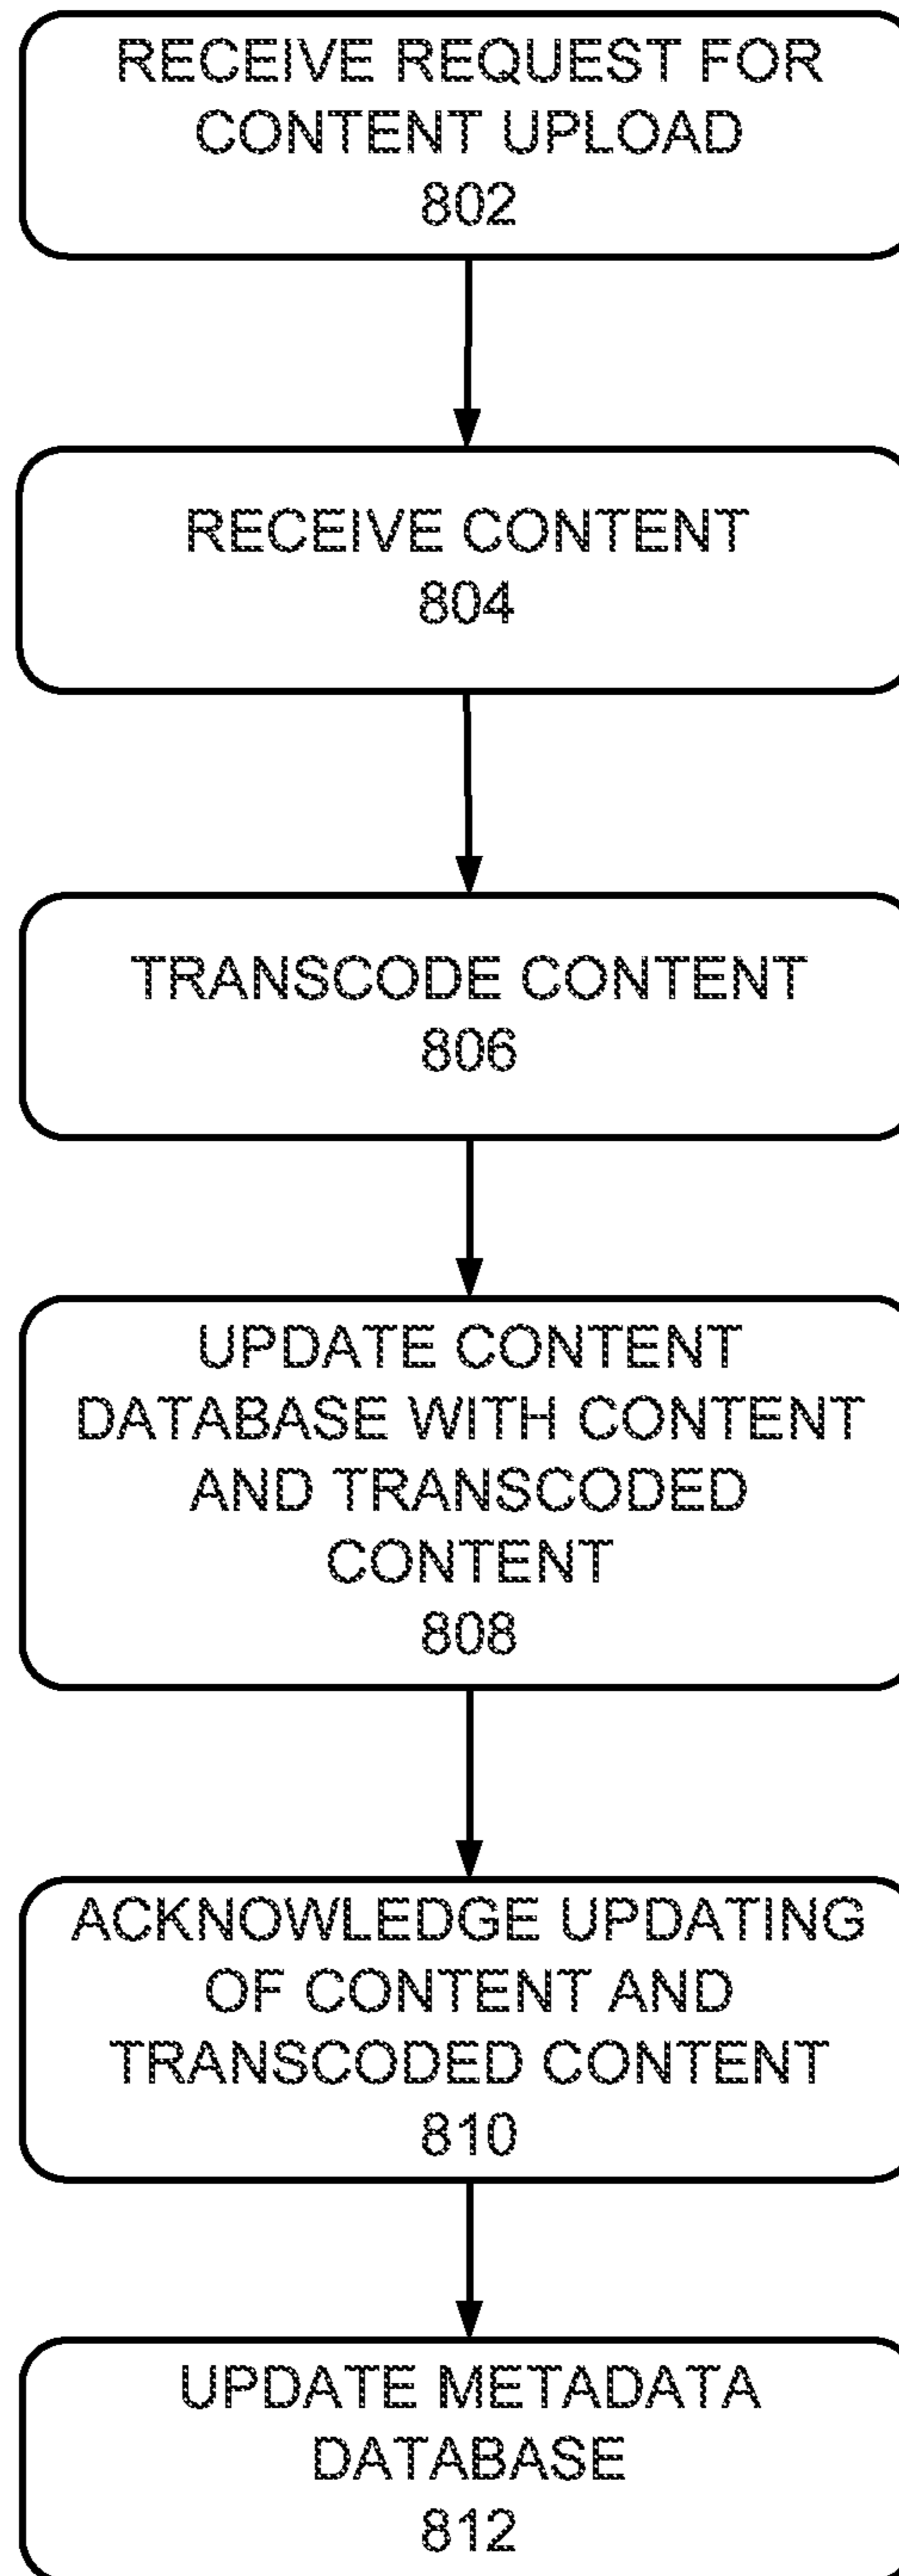 RECEIVE REQUEST FOR
CONTENT UPLOAD
802
RECEIVE CONTENT
804
TRANSCODE CONTENT
806
UPDATE CONTENT
DATABASE WITH CONTENT
AND TRANSCODED
CONTENT
808
ACKNOWLEDGE UPDATING
OF CONTENT AND
TRANSCODED CONTENT
810
UPDATE METADATA
DATABASE
812